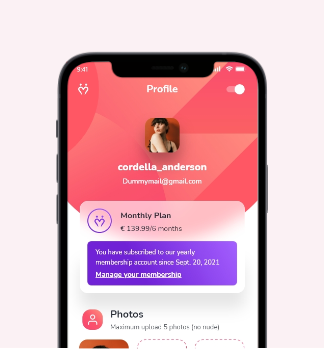 9:41
Profile
cordella_anderson
Dummymail@gmail.com
Monthly Plan
€ 139.99/6 months
You have subscribed to our yearly
membership account since Sept. 20, 2021
Manage your membership
Photos
Maximum upload 5 photos (no nude)